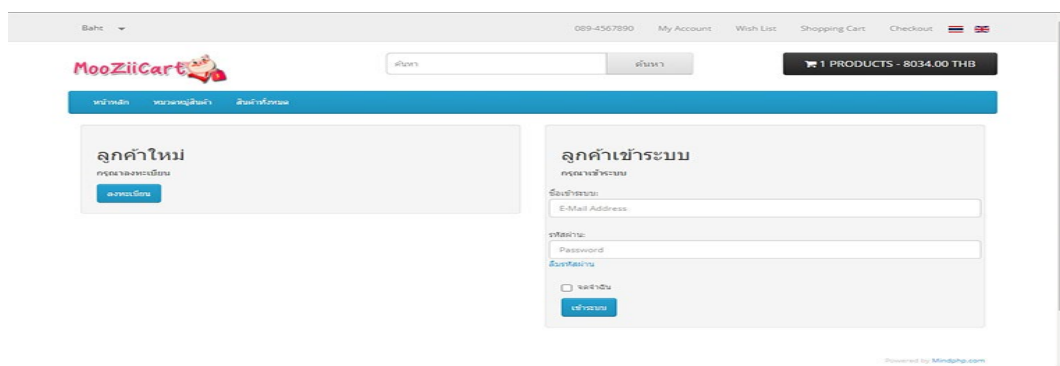 Baht 089-4567890 My Account Wish List Shopping Cart Checkout
MooZiiCart ค้นหา ค้นหา 1 PRODUCTS - 8034.00 THB
หน้าหลัก หมวดหมู่สินค้า สินค้าทั้งหมด
ลูกค้าใหม่
กรุณาลงทะเบียน
ลงทะเบียน
ลูกค้าเข้าระบบ
กรุณาเข้าระบบ
ชื่อเข้าระบบ:
E-Mail Address
รหัสผ่าน:
Password
ลืมรหัสผ่าน
จดจำฉัน
เข้าระบบ
Powered by Mindphp.com